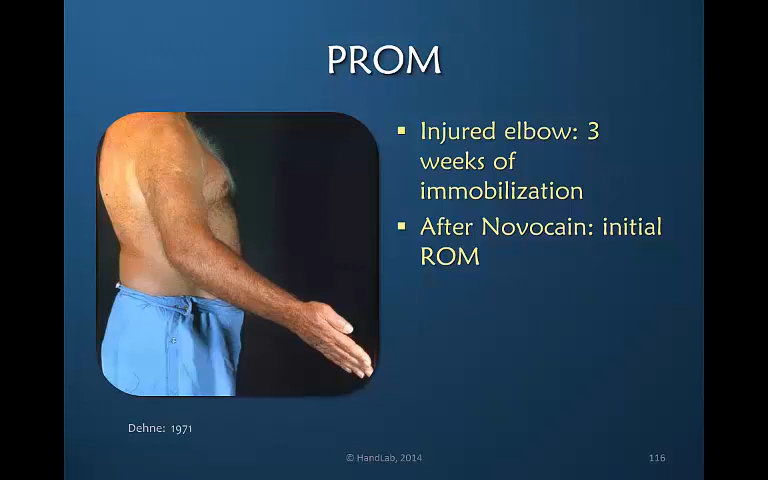 PROM
▪ Injured elbow: 3
weeks of
immobilization
▪ After Novocain: initial
ROM
Dehne: 1971
© HandLab, 2014
116